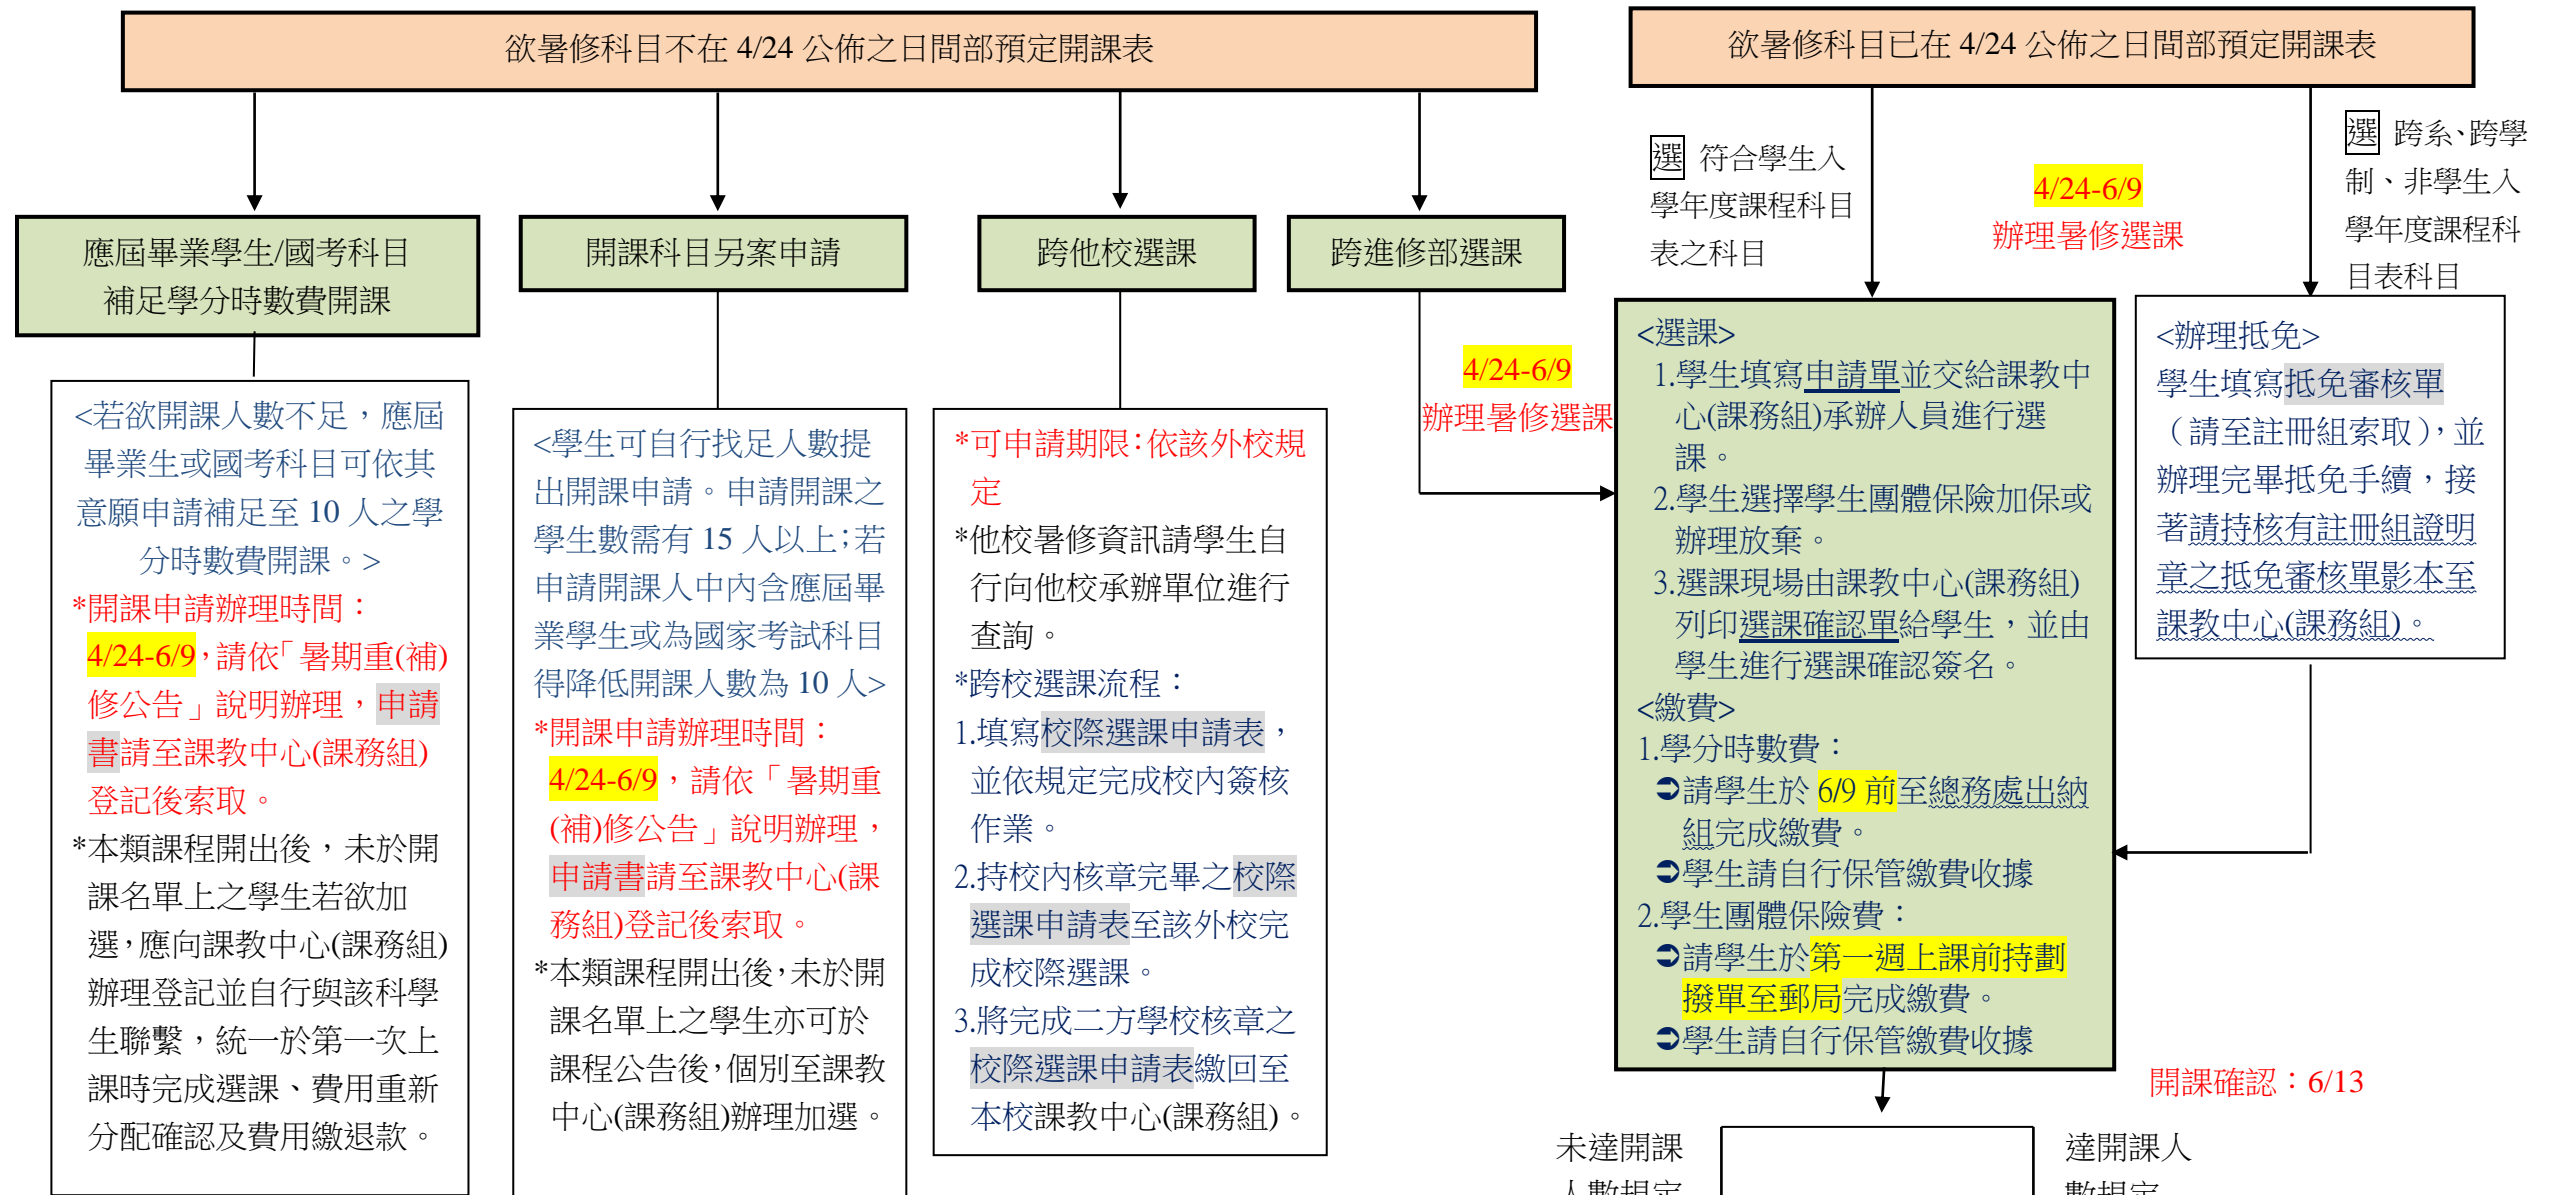 欲暑修科目不在 4/24 公佈之日間部預定開課表
應屆畢業學生/國考科目
補足學分時數費開課
<若欲開課人數不足，應屆
畢業生或國考科目可依其
意願申請補足至 10 人之學
分時數費開課。>
*開課申請辦理時間：
4/24-6/9，請依「暑期重(補)
修公告」說明辦理，申請
書請至課教中心(課務組)
登記後索取。
*本類課程開出後，未於開
課名單上之學生若欲加
選，應向課教中心(課務組)
辦理登記並自行與該科學
生聯繫，統一於第一次上
課時完成選課、費用重新
分配確認及費用繳退款。
開課科目另案申請
<學生可自行找足人數提
出開課申請。申請開課之
學生數需有 15 人以上；若
申請開課人中內含應屆畢
業學生或為國家考試科目
得降低開課人數為 10 人>
*開課申請辦理時間：
4/24-6/9，請依「暑期重
(補)修公告」說明辦理，
申請書請至課教中心(課
務組)登記後索取。
*本類課程開出後，未於開
課名單上之學生亦可於
課程公告後，個別至課教
中心(課務組)辦理加選。
跨他校選課
*可申請期限：依該外校規
定
*他校暑修資訊請學生自
行向他校承辦單位進行
查詢。
*跨校選課流程：
1.填寫校際選課申請表，
並依規定完成校內簽核
作業。
2.持校內核章完畢之校際
選課申請表至該外校完
成校際選課。
3.將完成二方學校核章之
校際選課申請表繳回至
本校課教中心(課務組)。
跨進修部選課
4/24-6/9
辦理暑修選課
欲暑修科目已在 4/24 公佈之日間部預定開課表
選 符合學生入
學年度課程科目
表之科目
4/24-6/9
辦理暑修選課
選 跨系、跨學
制、非學生入
學年度課程科
目表科目
<選課>
1.學生填寫申請單並交給課教中
心(課務組)承辦人員進行選
課。
2.學生選擇學生團體保險加保或
辦理放棄。
3.選課現場由課教中心(課務組)
列印選課確認單給學生，並由
學生進行選課確認簽名。
<繳費>
1.學分時數費：
➲請學生於 6/9 前至總務處出納
組完成繳費。
➲學生請自行保管繳費收據
2.學生團體保險費：
➲請學生於第一週上課前持劃
撥單至郵局完成繳費。
➲學生請自行保管繳費收據
<辦理抵免>
學生填寫抵免審核單
（請至註冊組索取），並
辦理完畢抵免手續，接
著請持核有註冊組證明
章之抵免審核單影本至
課教中心(課務組)。
開課確認：6/13
未達開課
人數規定
達開課人
數規定